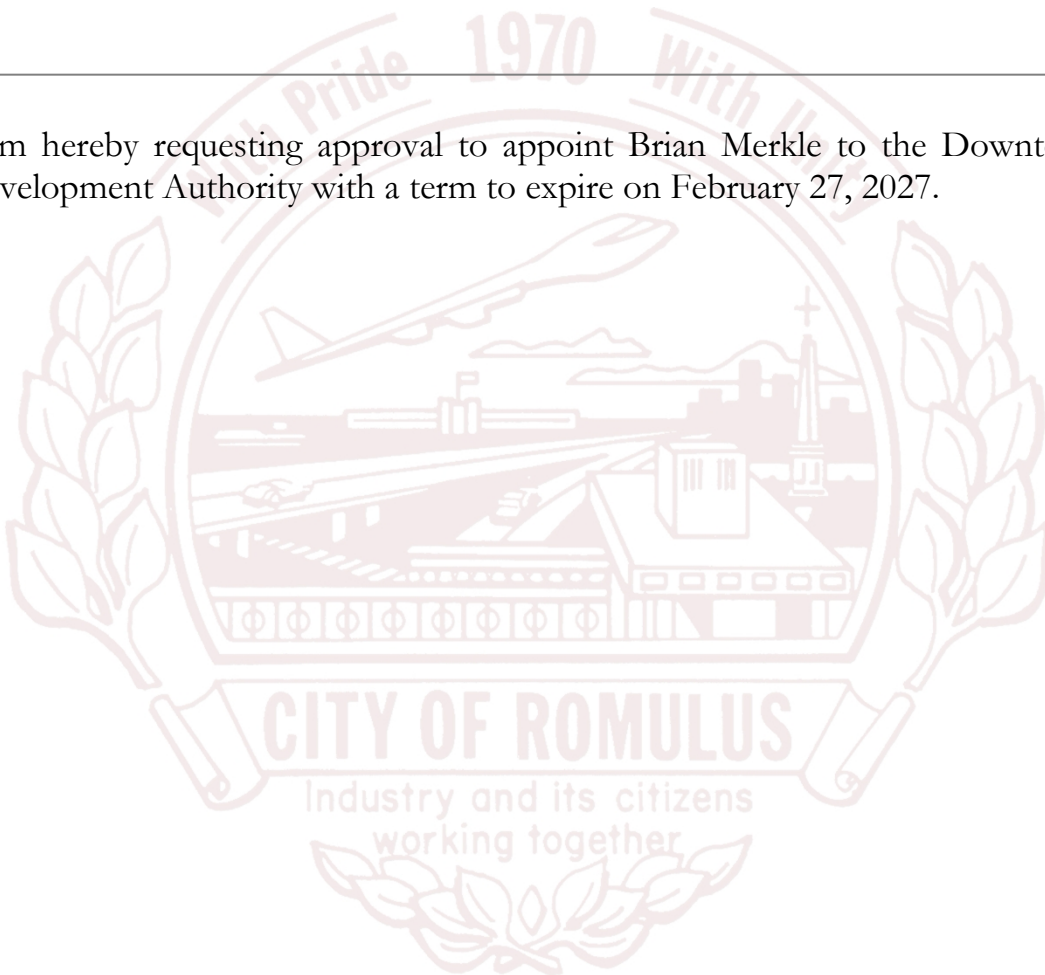 With Pride 1970 With Unity
m hereby requesting approval to appoint Brian Merkle to the Downt
velopment Authority with a term to expire on February 27, 2027.
CITY OF ROMULUS
Industry and its citizens
working together